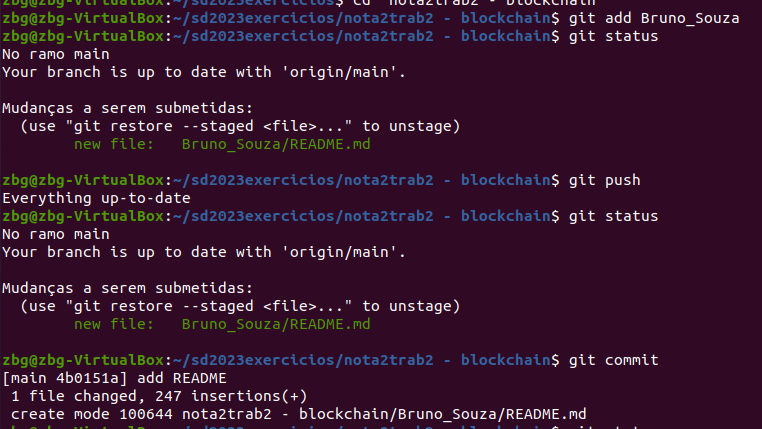 zbg@zbg-VirtualBox:~/sd2023exercicios$ cd 'nota2trab2 - blockchain'
zbg@zbg-VirtualBox:~/sd2023exercicios/nota2trab2 - blockchain$ git add Bruno_Souza
zbg@zbg-VirtualBox:~/sd2023exercicios/nota2trab2 - blockchain$ git status
No ramo main
Your branch is up to date with 'origin/main'.
Mudanças a serem submetidas:
(use "git restore --staged <file>..." to unstage)
new file: Bruno_Souza/README.md
zbg@zbg-VirtualBox:~/sd2023exercicios/nota2trab2 - blockchain$ git push
Everything up-to-date
zbg@zbg-VirtualBox:~/sd2023exercicios/nota2trab2 - blockchain$ git status
No ramo main
Your branch is up to date with 'origin/main'.
Mudanças a serem submetidas:
(use "git restore --staged <file>..." to unstage)
new file: Bruno_Souza/README.md
zbg@zbg-VirtualBox:~/sd2023exercicios/nota2trab2 - blockchain$ git commit
[main 4b0151a] add README
1 file changed, 247 insertions(+)
create mode 100644 nota2trab2 - blockchain/Bruno_Souza/README.md